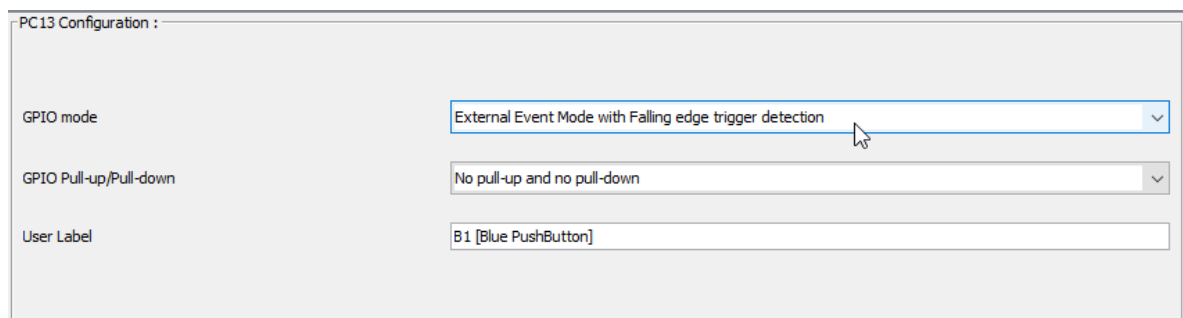 PC13 Configuration :
GPIO mode
External Event Mode with Falling edge trigger detection
GPIO Pull-up/Pull-down
No pull-up and no pull-down
User Label
B1 [Blue PushButton]